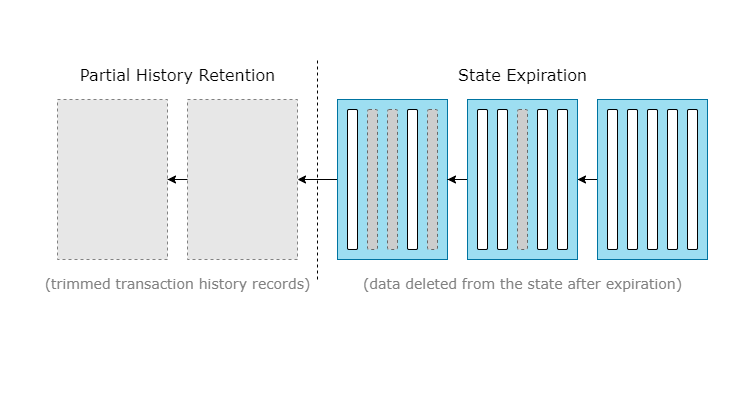 Partial History Retention
State Expiration
(trimmed transaction history records)
(data deleted from the state after expiration)